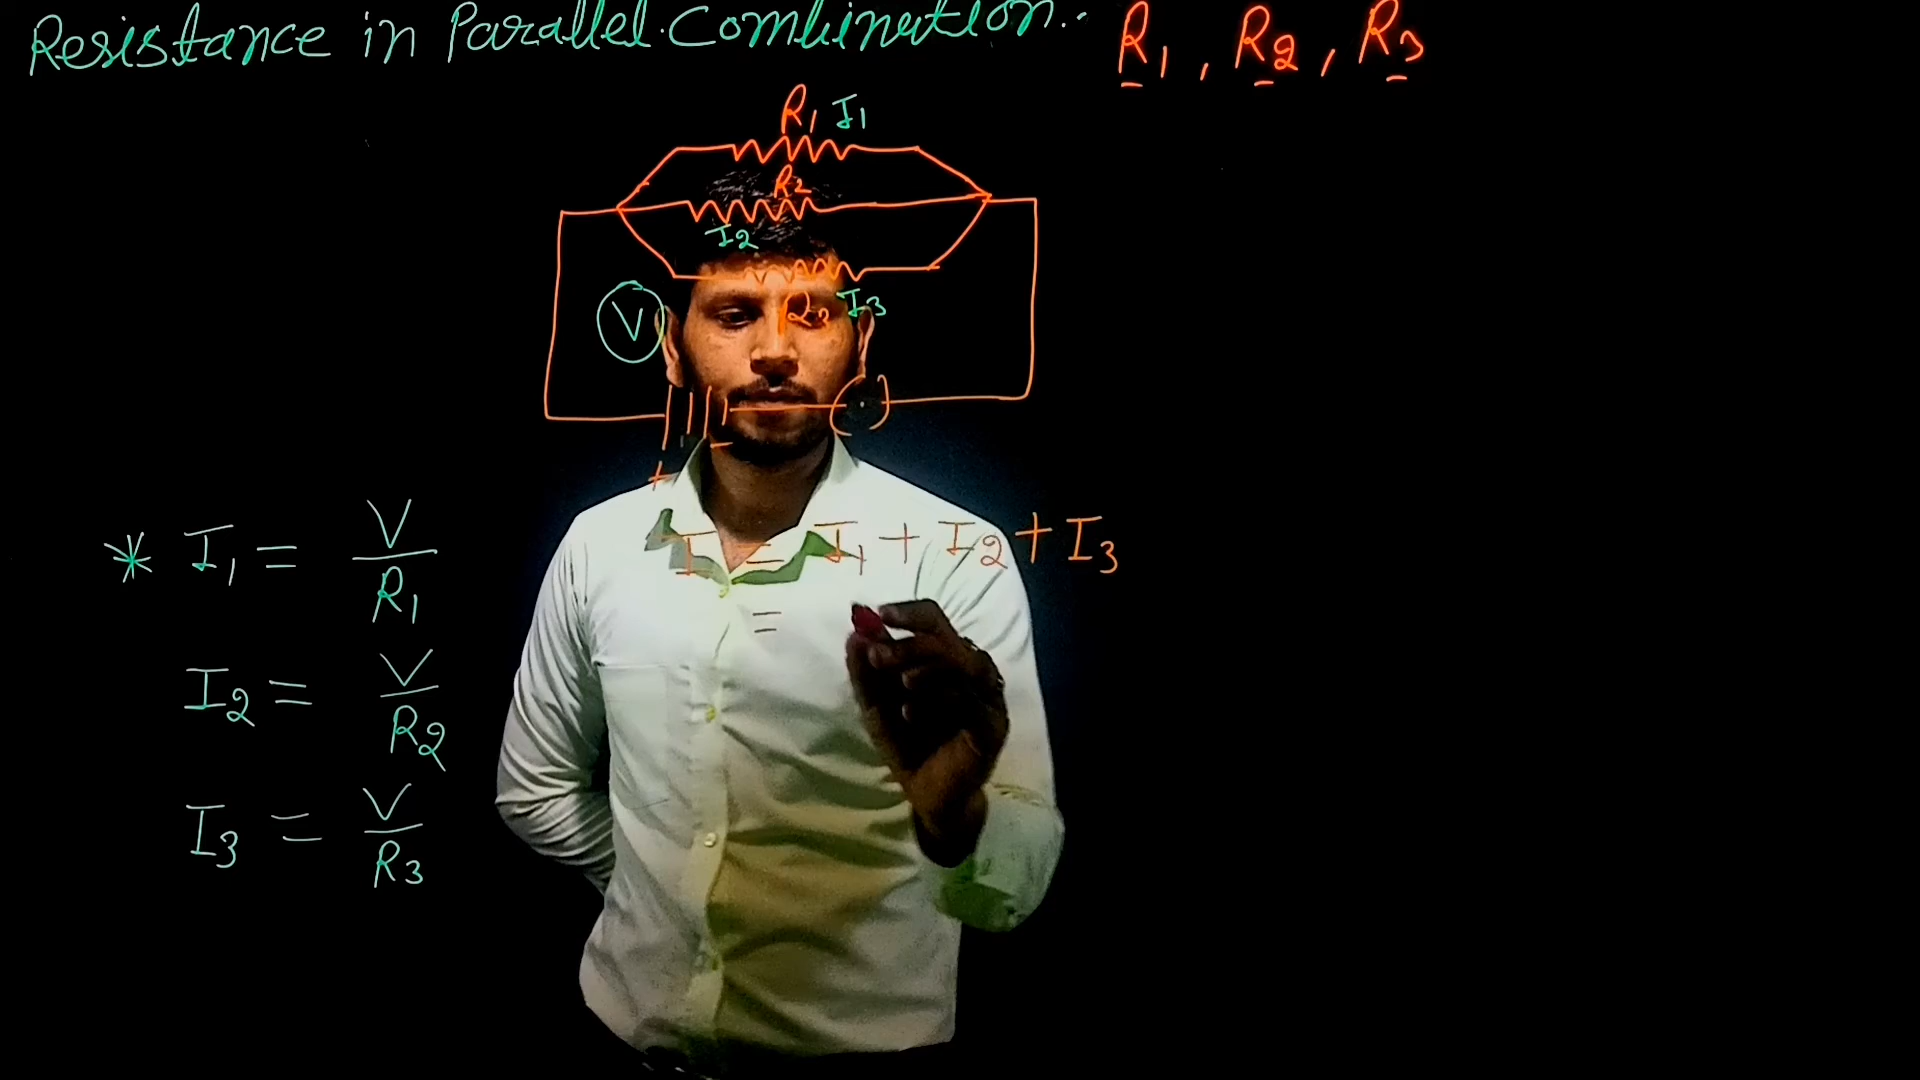 Resistance in Parallel Combination..
R1, R2, R3
R1 I1
R2
I2
R3 I3
V
+ -
* I1 = V/R1
I = I1 + I2 + I3
=
I2 = V/R2
I3 = V/R3